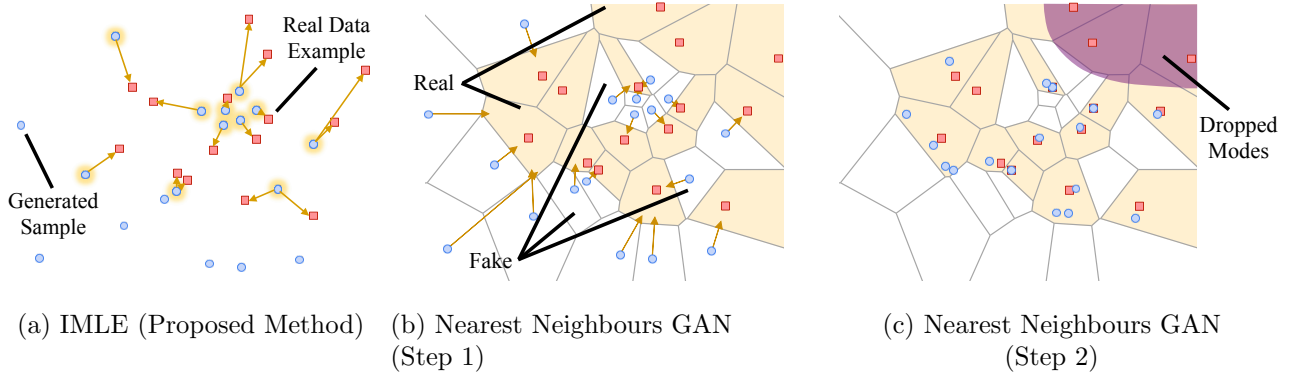 Real Data
Example
Generated
Sample
(a) IMLE (Proposed Method)
Real
Fake
(b) Nearest Neighbours GAN
(Step 1)
Dropped
Modes
(c) Nearest Neighbours GAN
(Step 2)